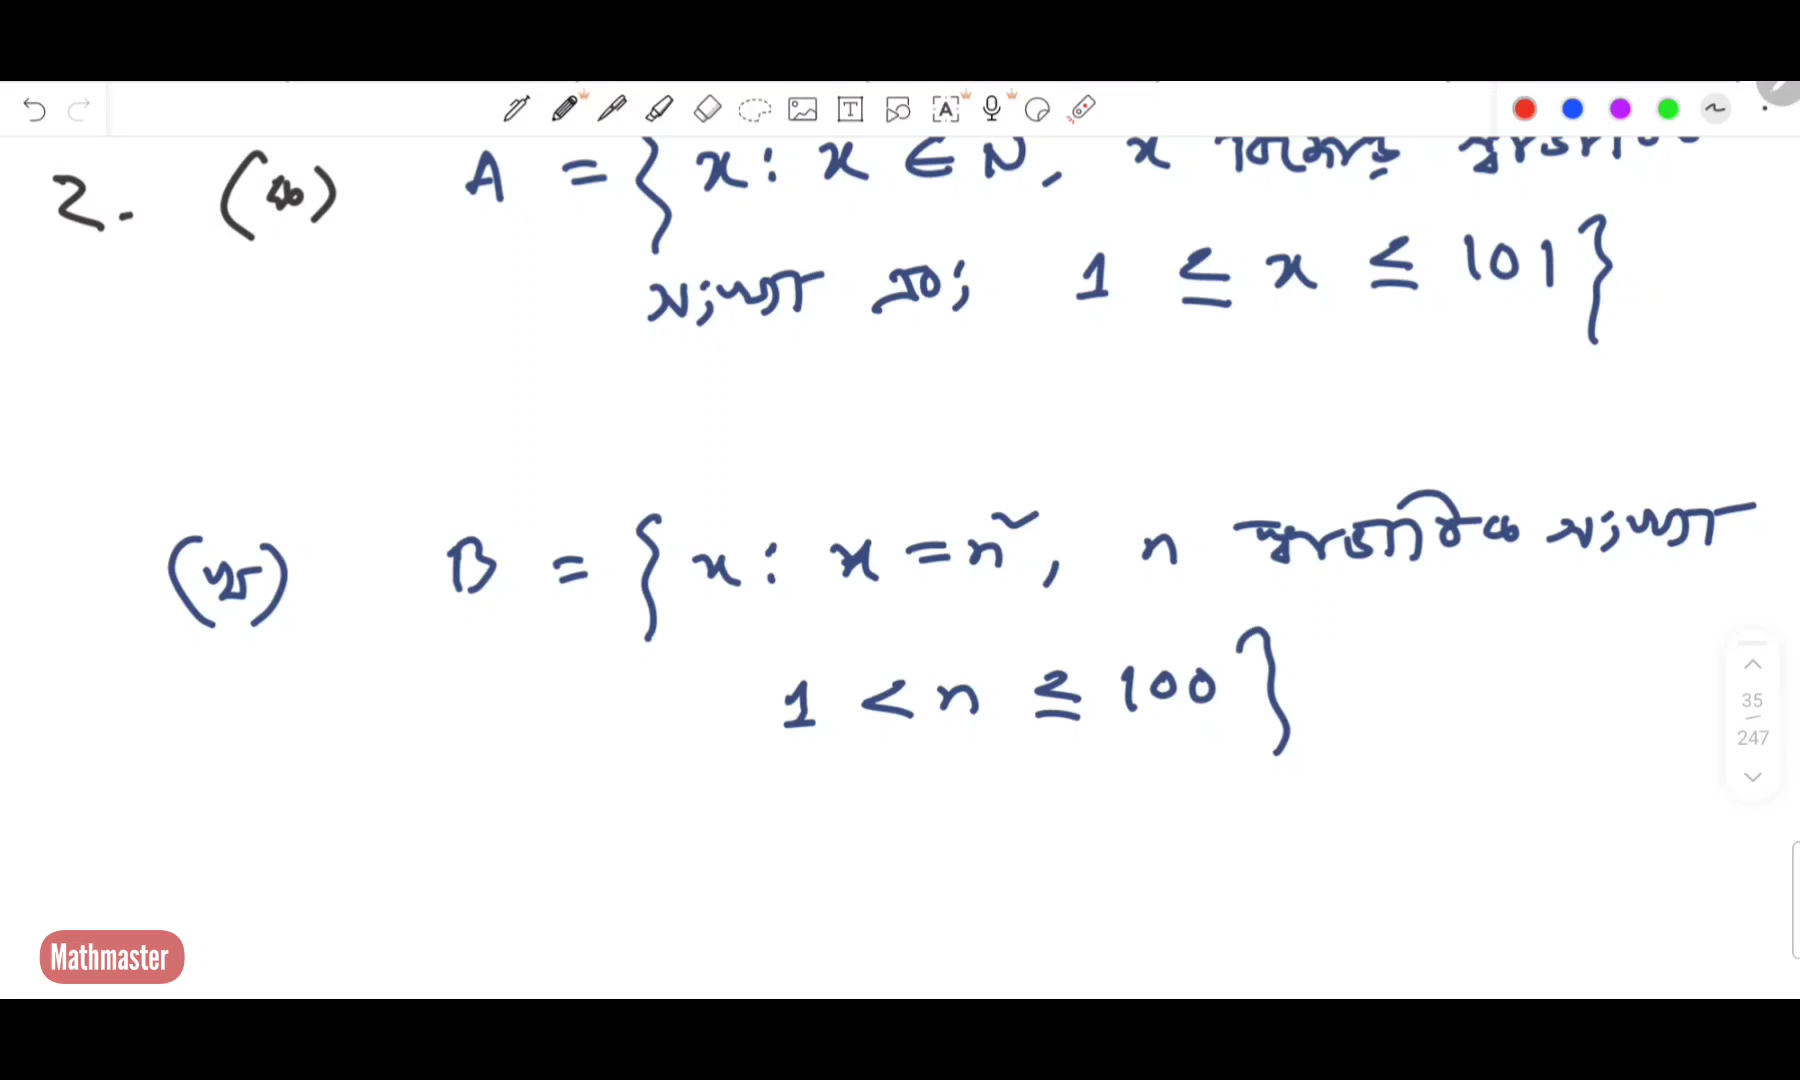 2. (ক) A = { x : x ∈ N, x বিজোড় স্বাভাবিক
সংখ্যা এবং; 1 ≤ x ≤ 101 }
(খ) B = { x : x = n², n স্বাভাবিক সংখ্যা
1 < n ≤ 100 }
35
247
Mathmaster